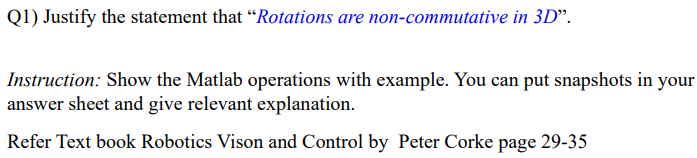 Q1) Justify the statement that “Rotations are non-commutative in 3D”.
Instruction: Show the Matlab operations with example. You can put snapshots in your
answer sheet and give relevant explanation.
Refer Text book Robotics Vison and Control by Peter Corke page 29-35